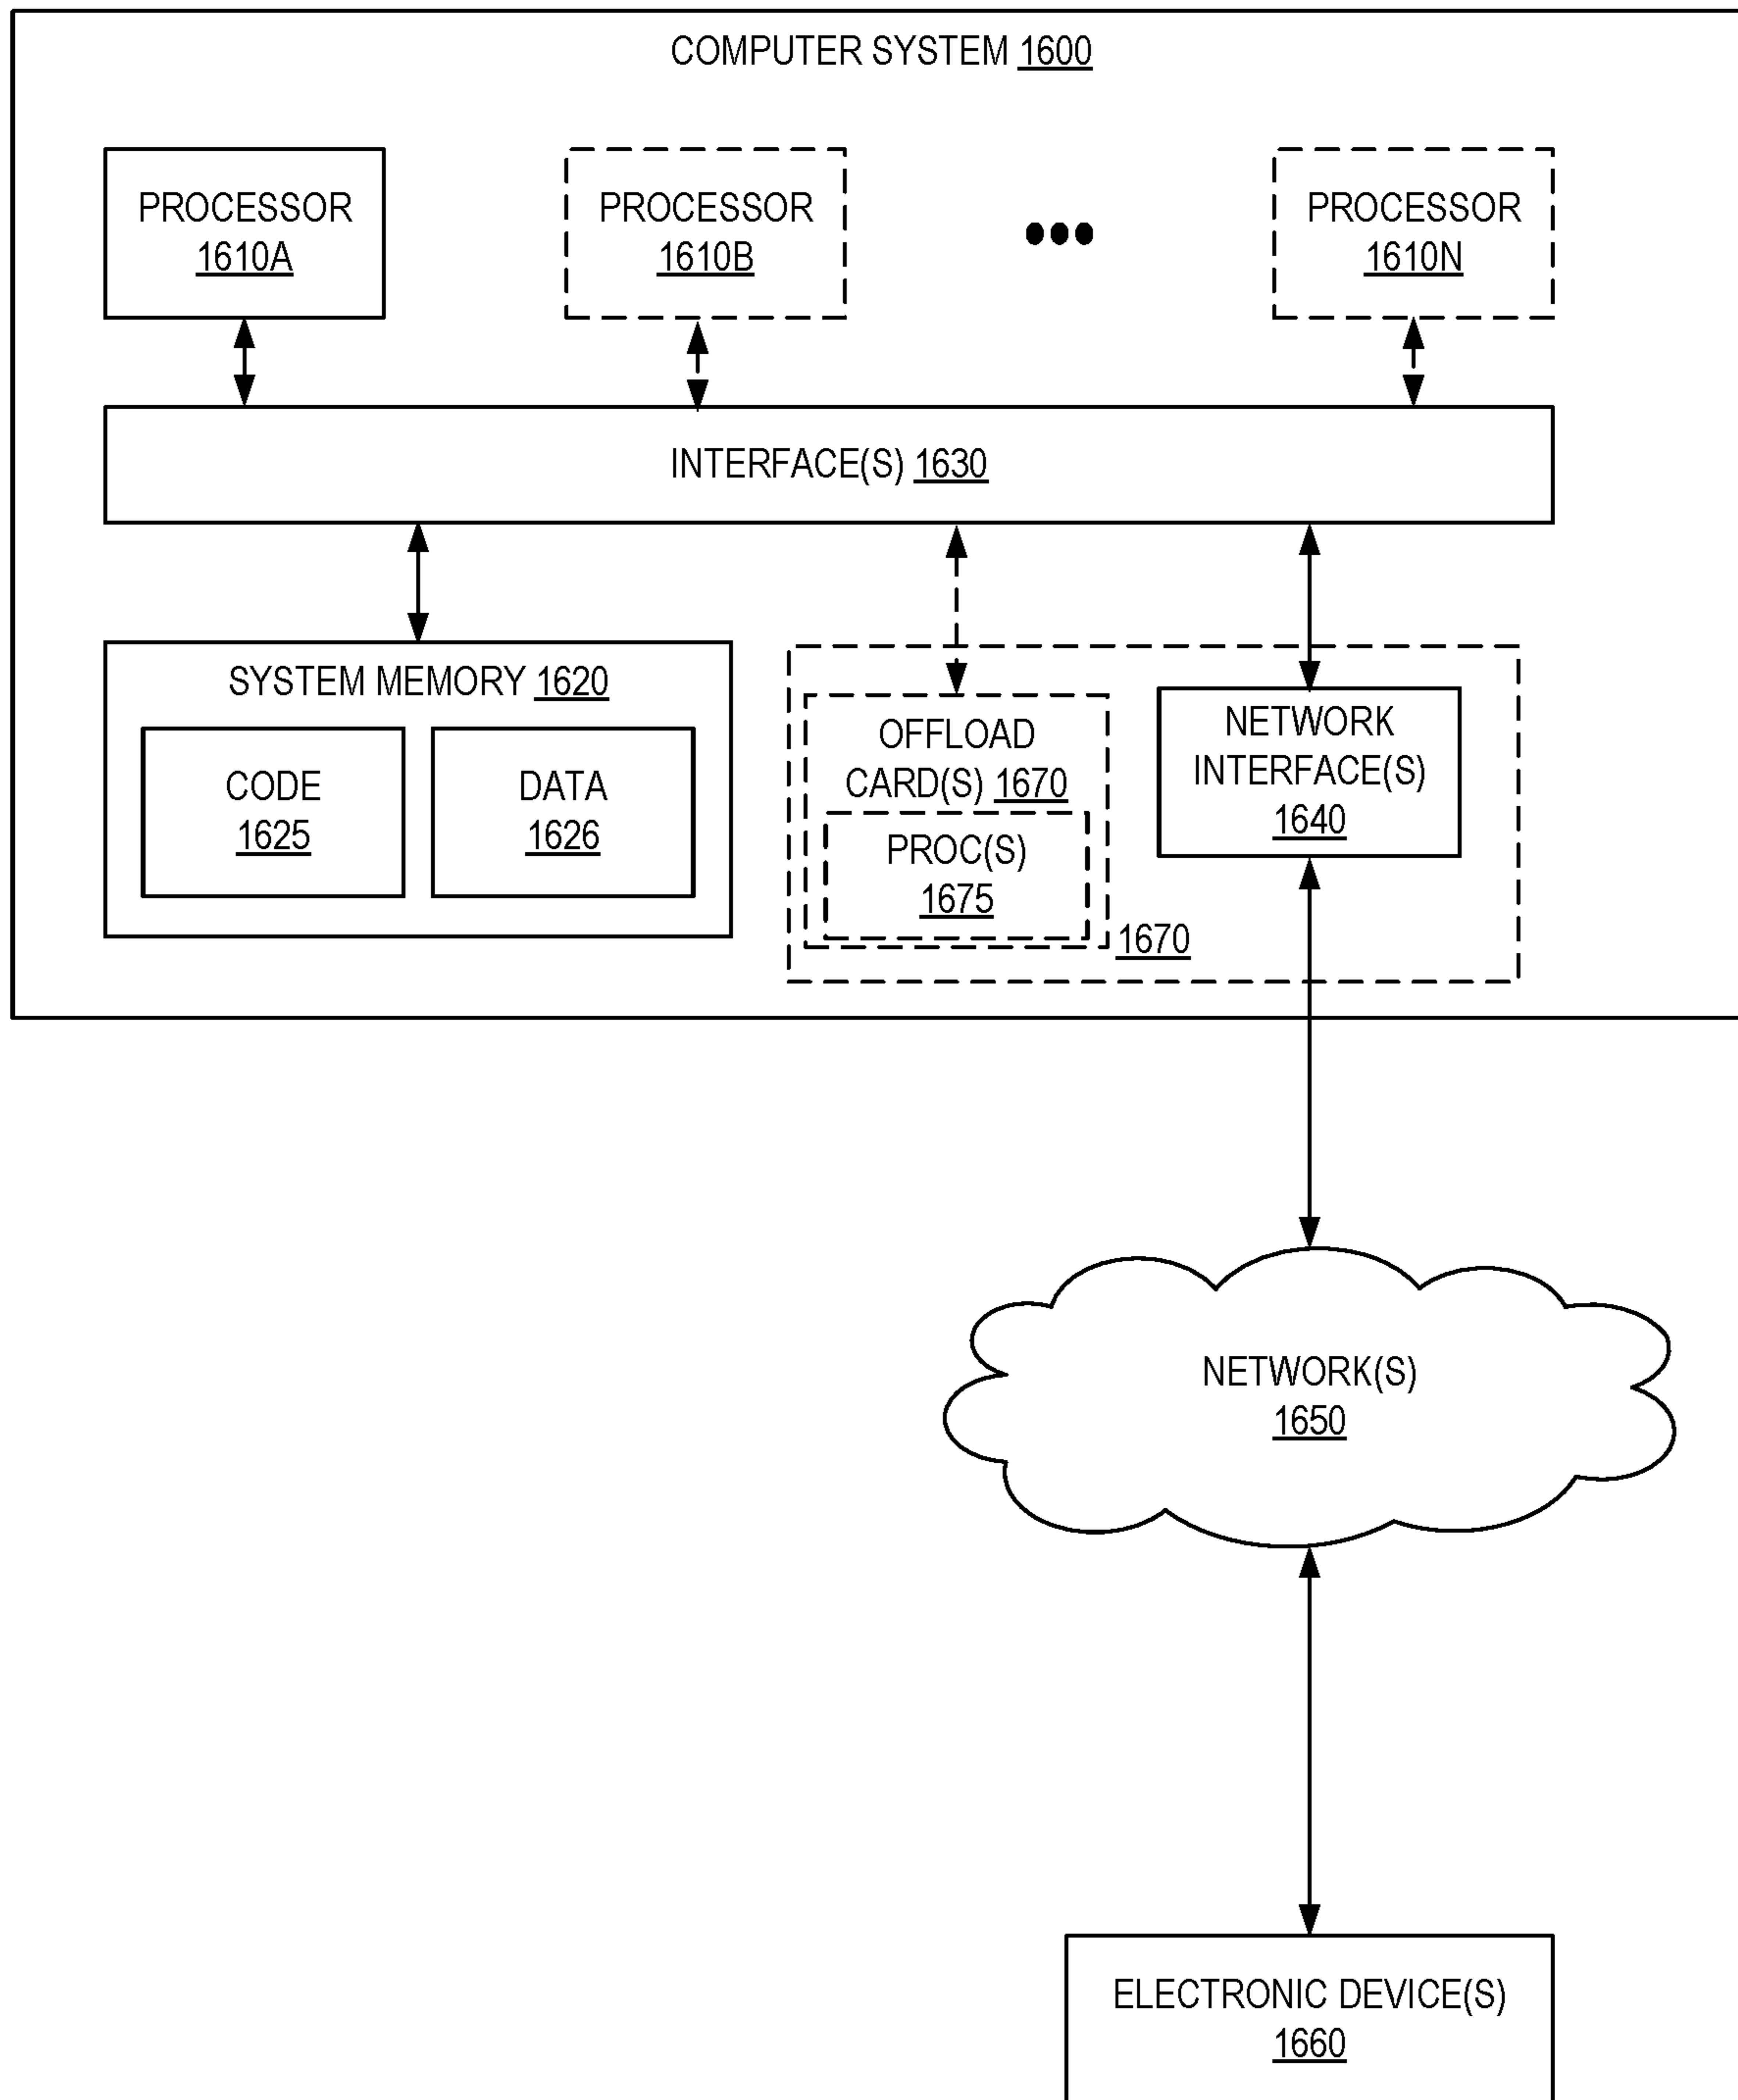 COMPUTER SYSTEM 1600
PROCESSOR
1610A
PROCESSOR
1610B
PROCESSOR
1610N
INTERFACE(S) 1630
SYSTEM MEMORY 1620
CODE
1625
DATA
1626
OFFLOAD
CARD(S) 1670
PROC(S)
1675
1670
NETWORK
INTERFACE(S)
1640
NETWORK(S)
1650
ELECTRONIC DEVICE(S)
1660